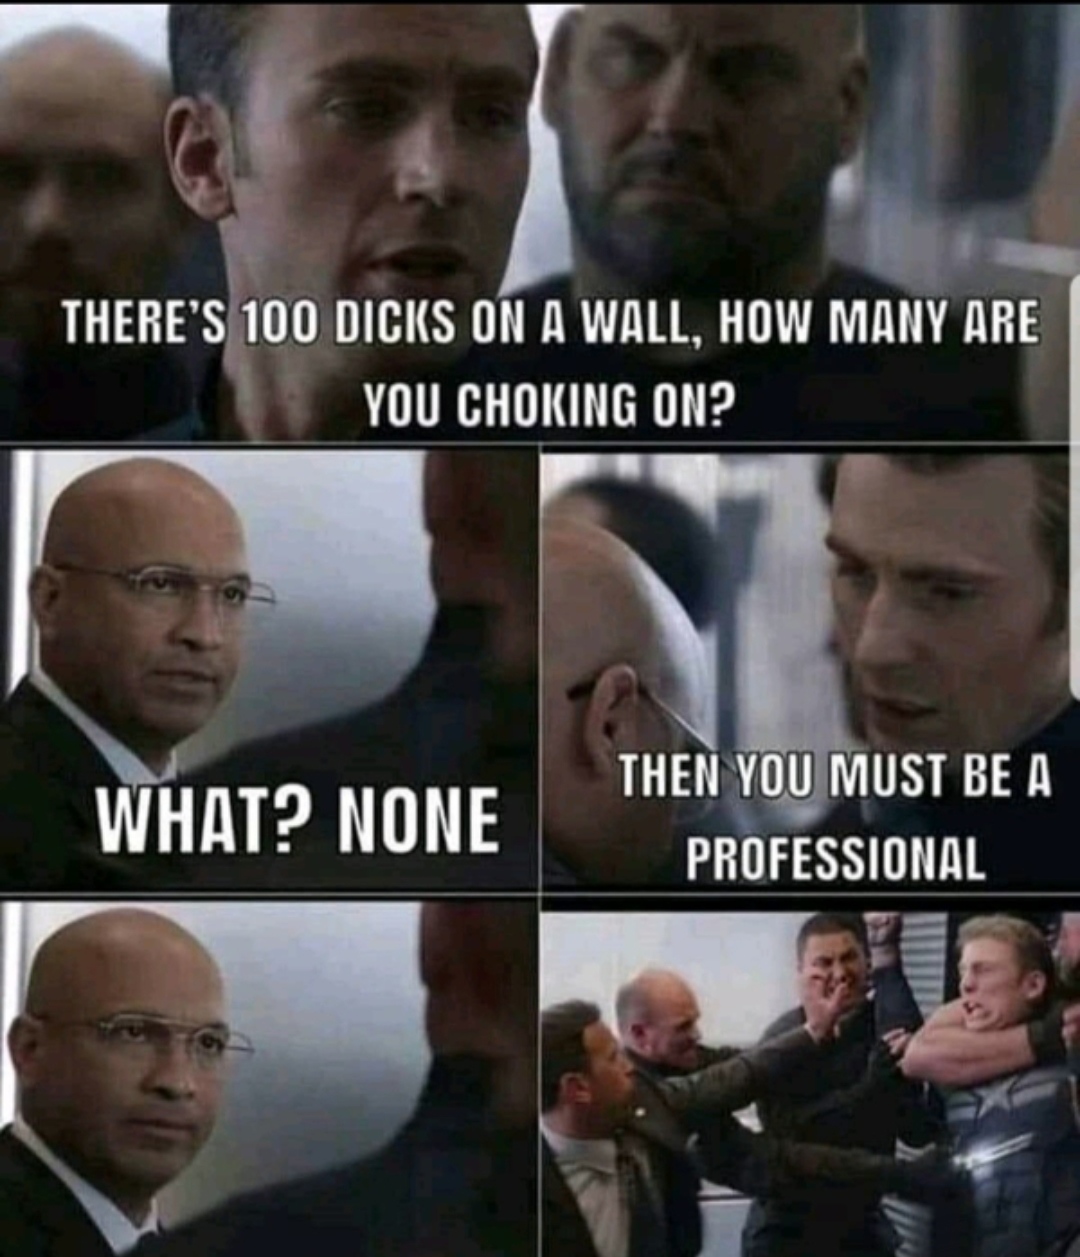 THERE'S 100 DICKS ON A WALL, HOW MANY ARE
YOU CHOKING ON?
WHAT? NONE
THEN YOU MUST BE A
PROFESSIONAL